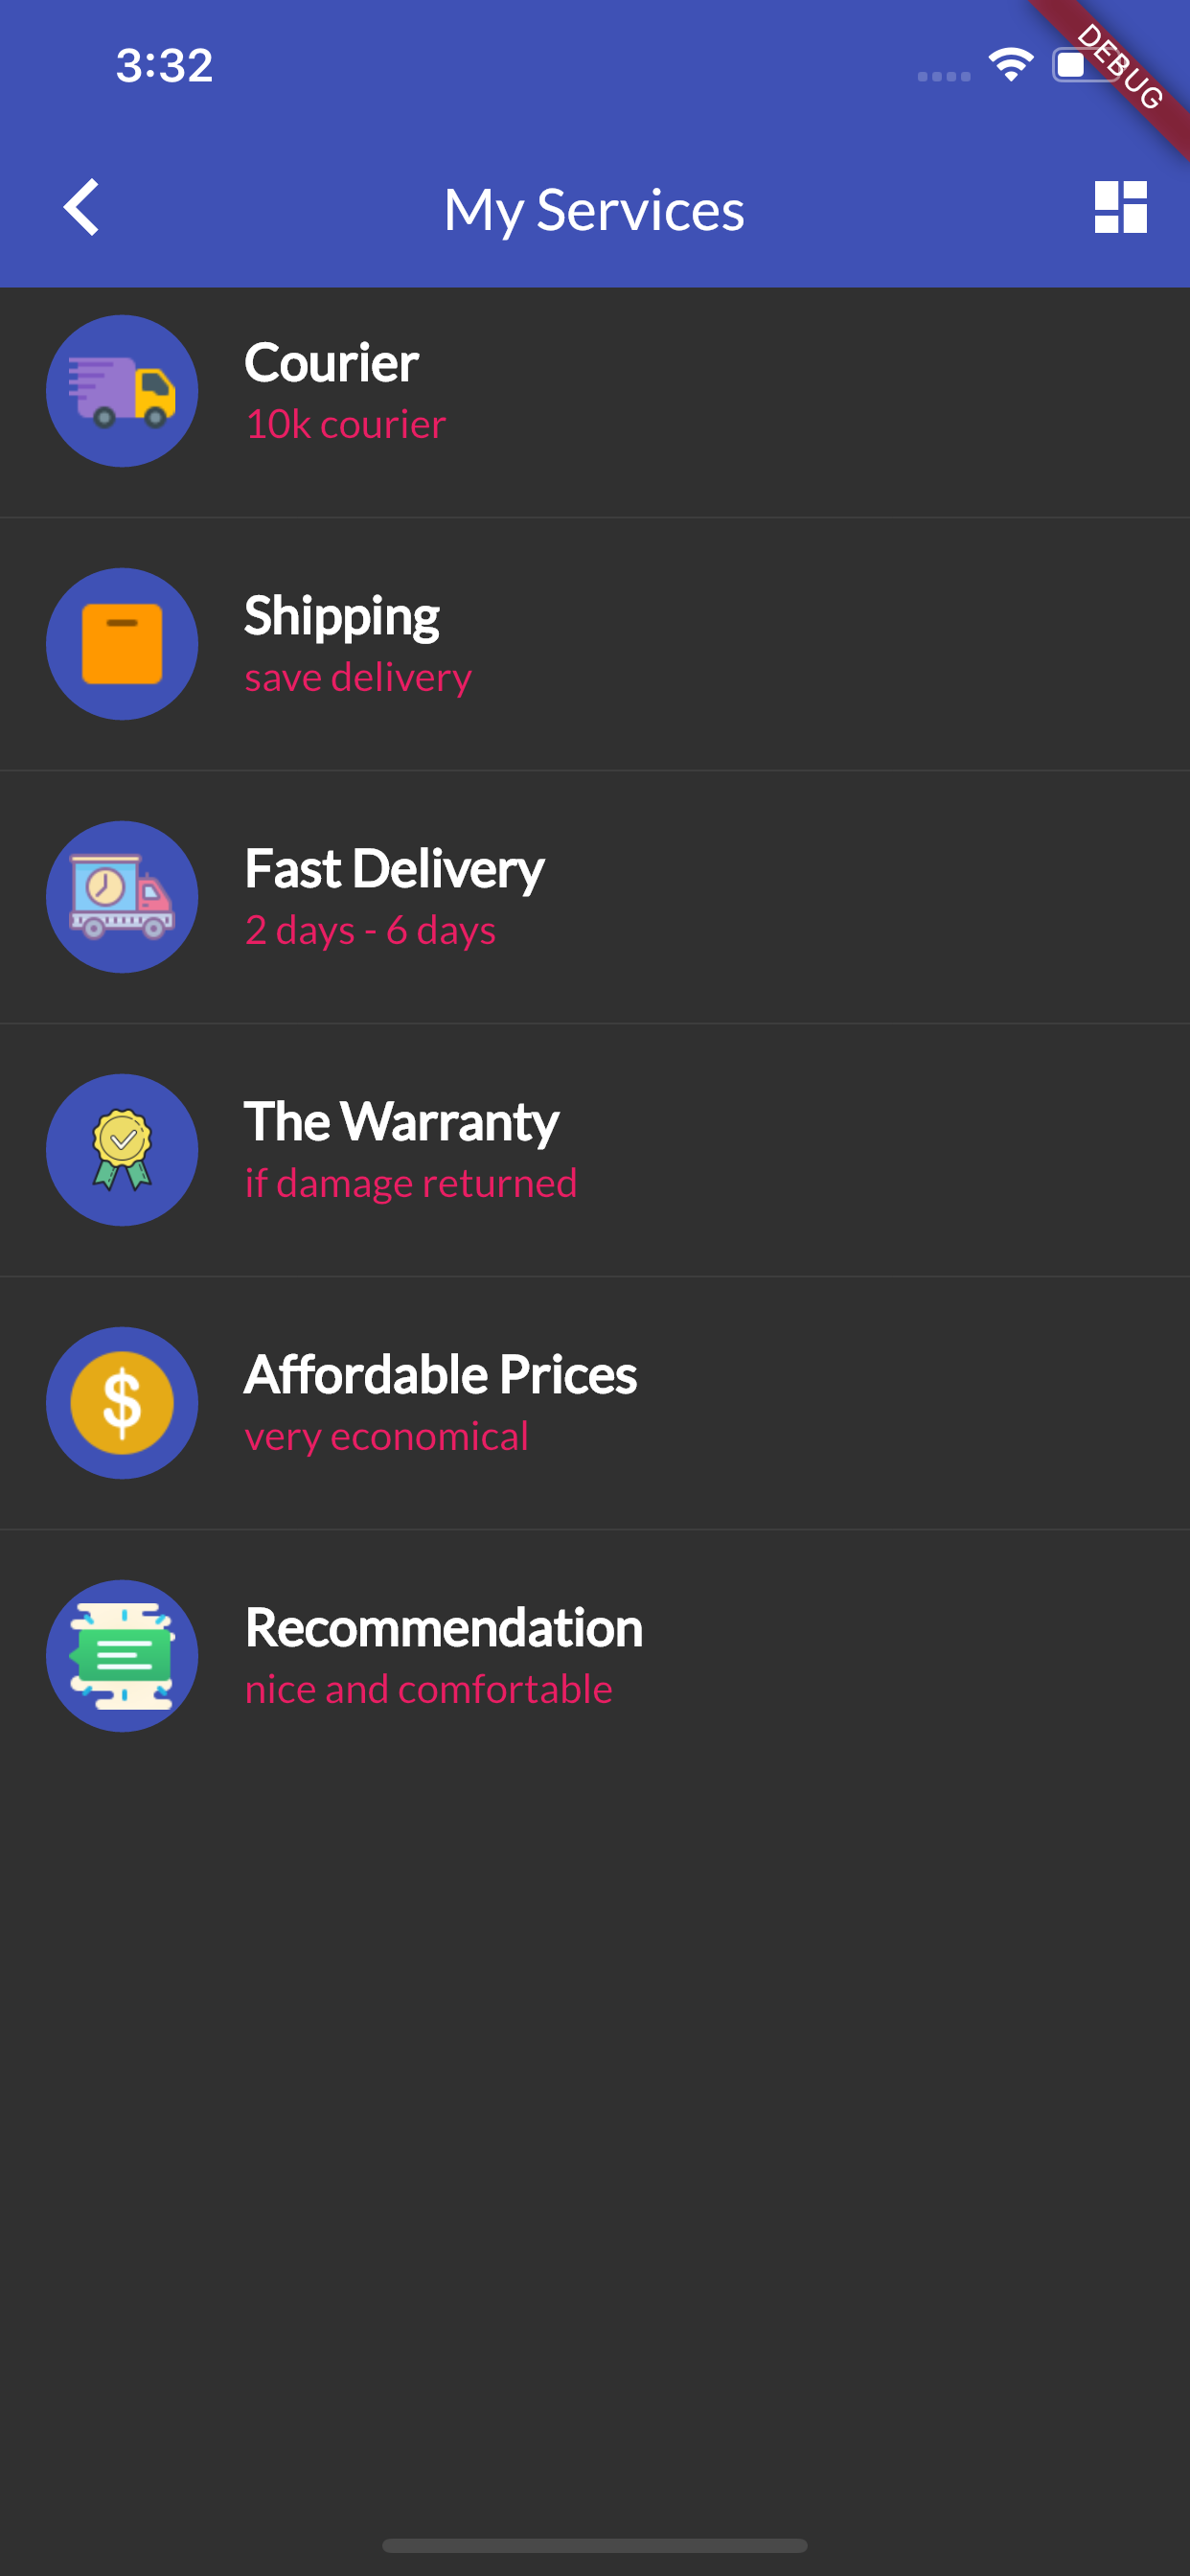 3:32
DEBUG
My Services
Courier
10k courier
Shipping
save delivery
Fast Delivery
2 days - 6 days
The Warranty
if damage returned
$
Affordable Prices
very economical
Recommendation
nice and comfortable